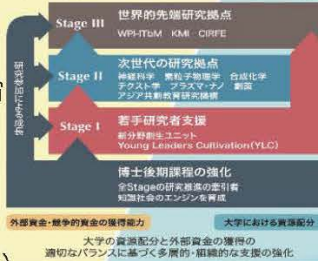 Stage III
世界的先端研究拠点
WPI-ITbM KMI CIRFE
Stage II
次世代の研究拠点
神経科学 素粒子物理学 合成化学
テクスト学 プラズマ・ナノ 創薬
アジア共創教育研究機構
Stage I
若手研究者支援
新分野創生ユニット
Young Leaders Cultivation(YLC)
博士後期課程の強化
全Stageの研究推進の牽引者
知識社会のエンジンを育成
外部資金・競争的資金の獲得能力
大学における資源配分
大学の資源配分と外部資金の獲得の
適切なバランスに基づく多層的・組織的な支援の強化